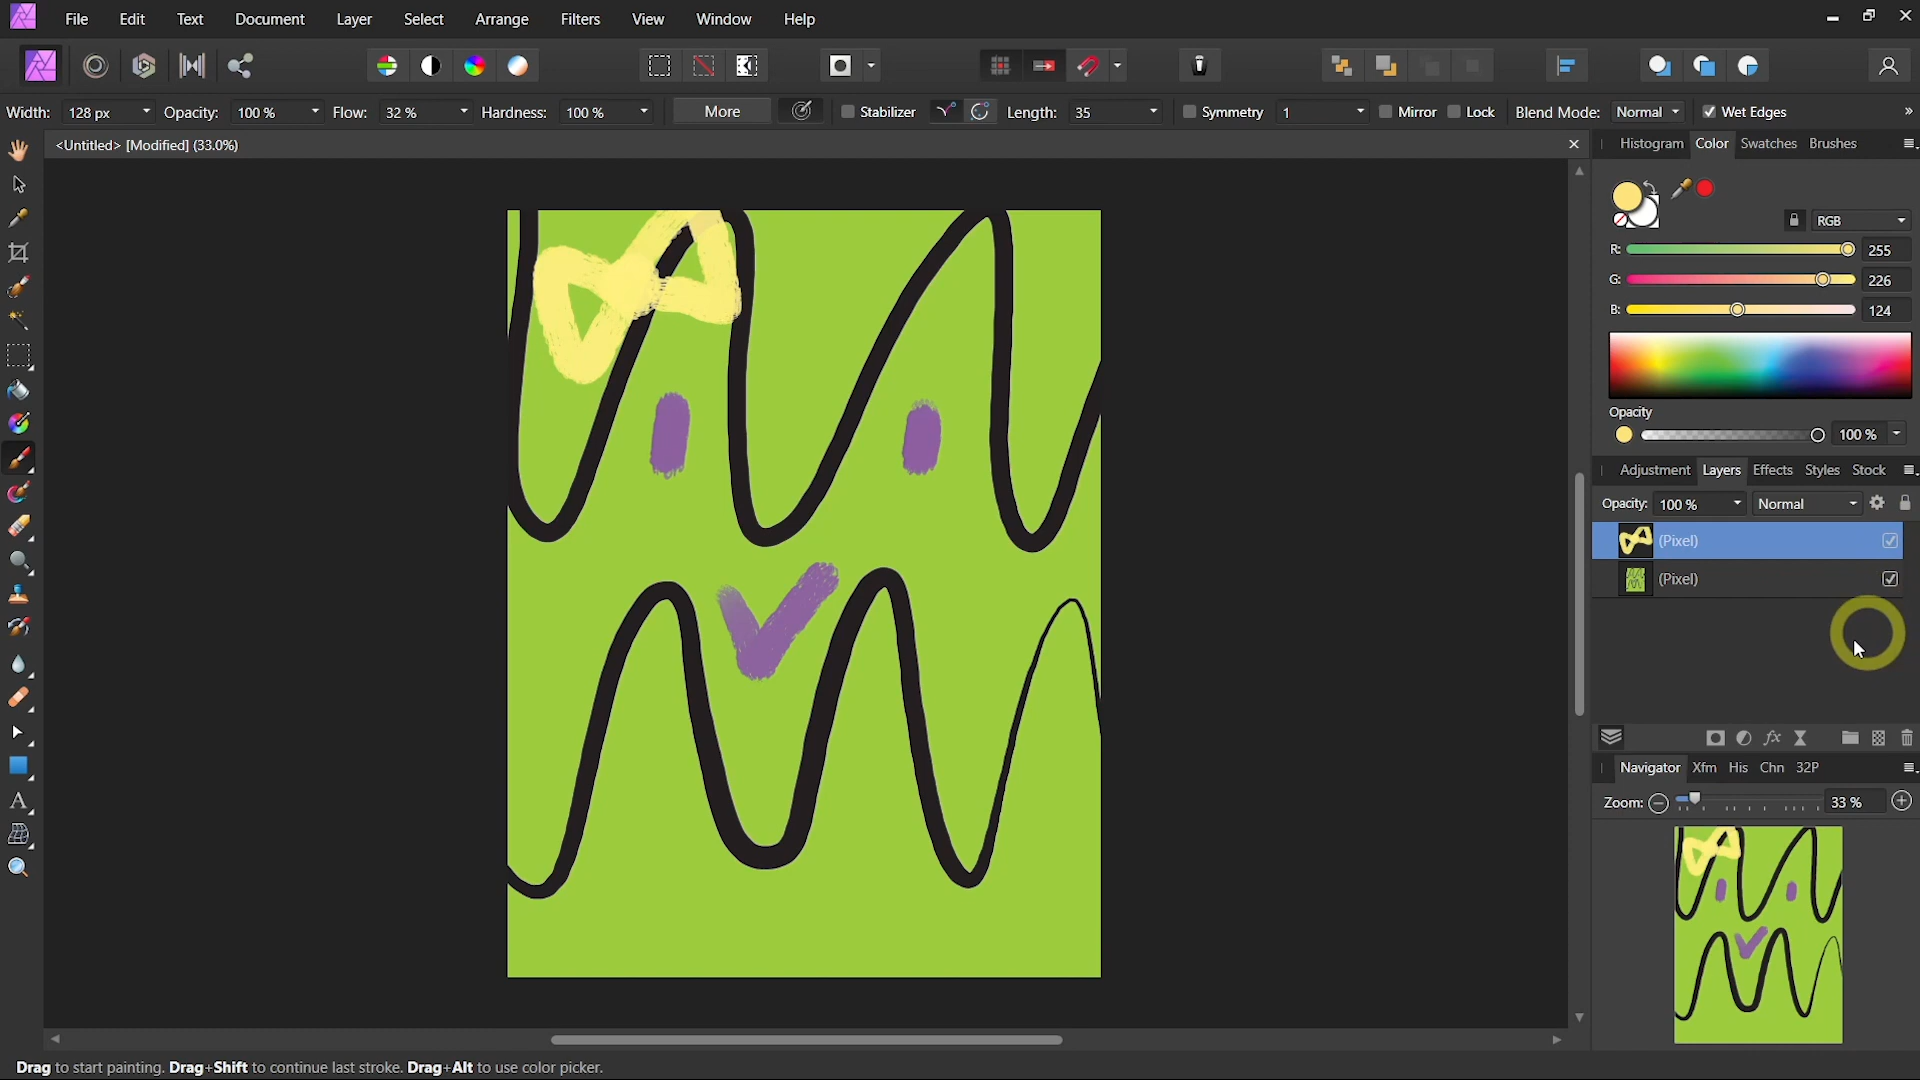 File Edit Text Document Layer Select Arrange Filters View Window Help
Width: 128 px Opacity: 100 % Flow: 32 % Hardness: 100 % More Stabilizer Length: 35 Symmetry 1 Mirror Lock Blend Mode: Normal Wet Edges »
<Untitled> [Modified] (33.0%)
Histogram Color Swatches Brushes
RGB
R: 255
G: 226
B: 124
Opacity
100 %
Adjustment Layers Effects Styles Stock
Opacity: 100 % Normal
(Pixel)
(Pixel)
fx
Navigator Xfm His Chn 32P
Zoom: 33 %
Drag to start painting. Drag+Shift to continue last stroke. Drag+Alt to use color picker.